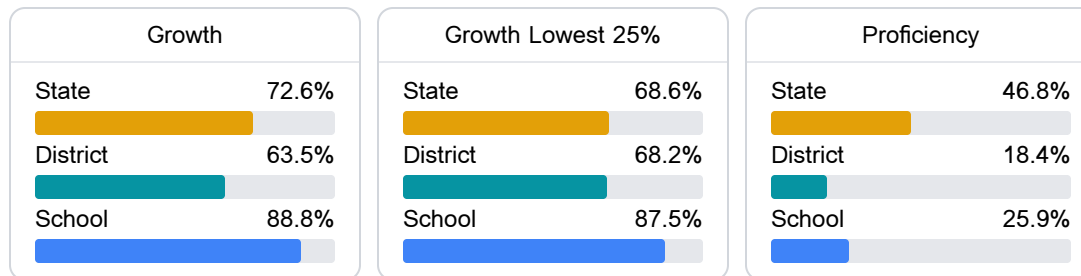 Growth
State 72.6%
District 63.5%
School 88.8%
Growth Lowest 25%
State 68.6%
District 68.2%
School 87.5%
Proficiency
State 46.8%
District 18.4%
School 25.9%